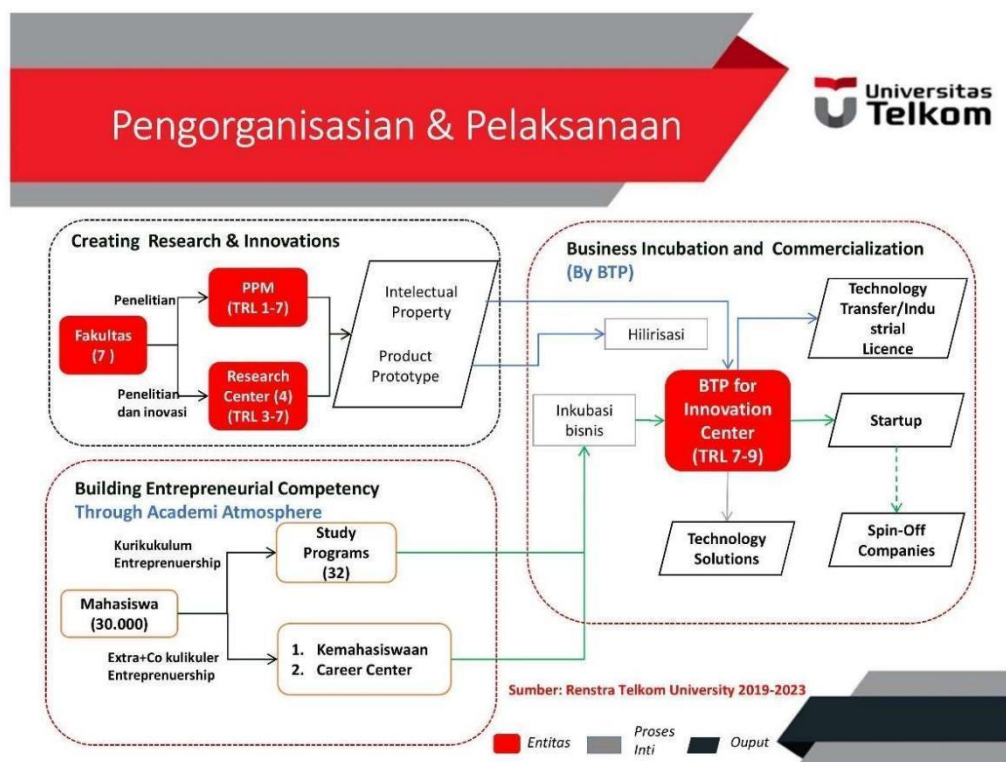 Pengorganisasian & Pelaksanaan
Universitas
Telkom
Creating Research & Innovations
Penelitian
PPM
(TRL 1-7)
Fakultas
(7 )
Penelitian
dan inovasi
Research
Center (4)
(TRL 3-7)
Intelectual
Property
Product
Prototype
Building Entrepreneurial Competency
Through Academi Atmosphere
Kurikukulum
Entreprenuership
Study
Programs
(32)
Mahasiswa
(30.000)
Extra+Co kulikuler
Entreprenuership
1. Kemahasiswaan
2. Career Center
Business Incubation and Commercialization
(By BTP)
Hilirisasi
Technology
Transfer/Indu
strial
Licence
Inkubasi
bisnis
BTP for
Innovation
Center
(TRL 7-9)
Startup
Technology
Solutions
Spin-Off
Companies
Sumber: Renstra Telkom University 2019-2023
Entitas
Proses
Inti
Ouput